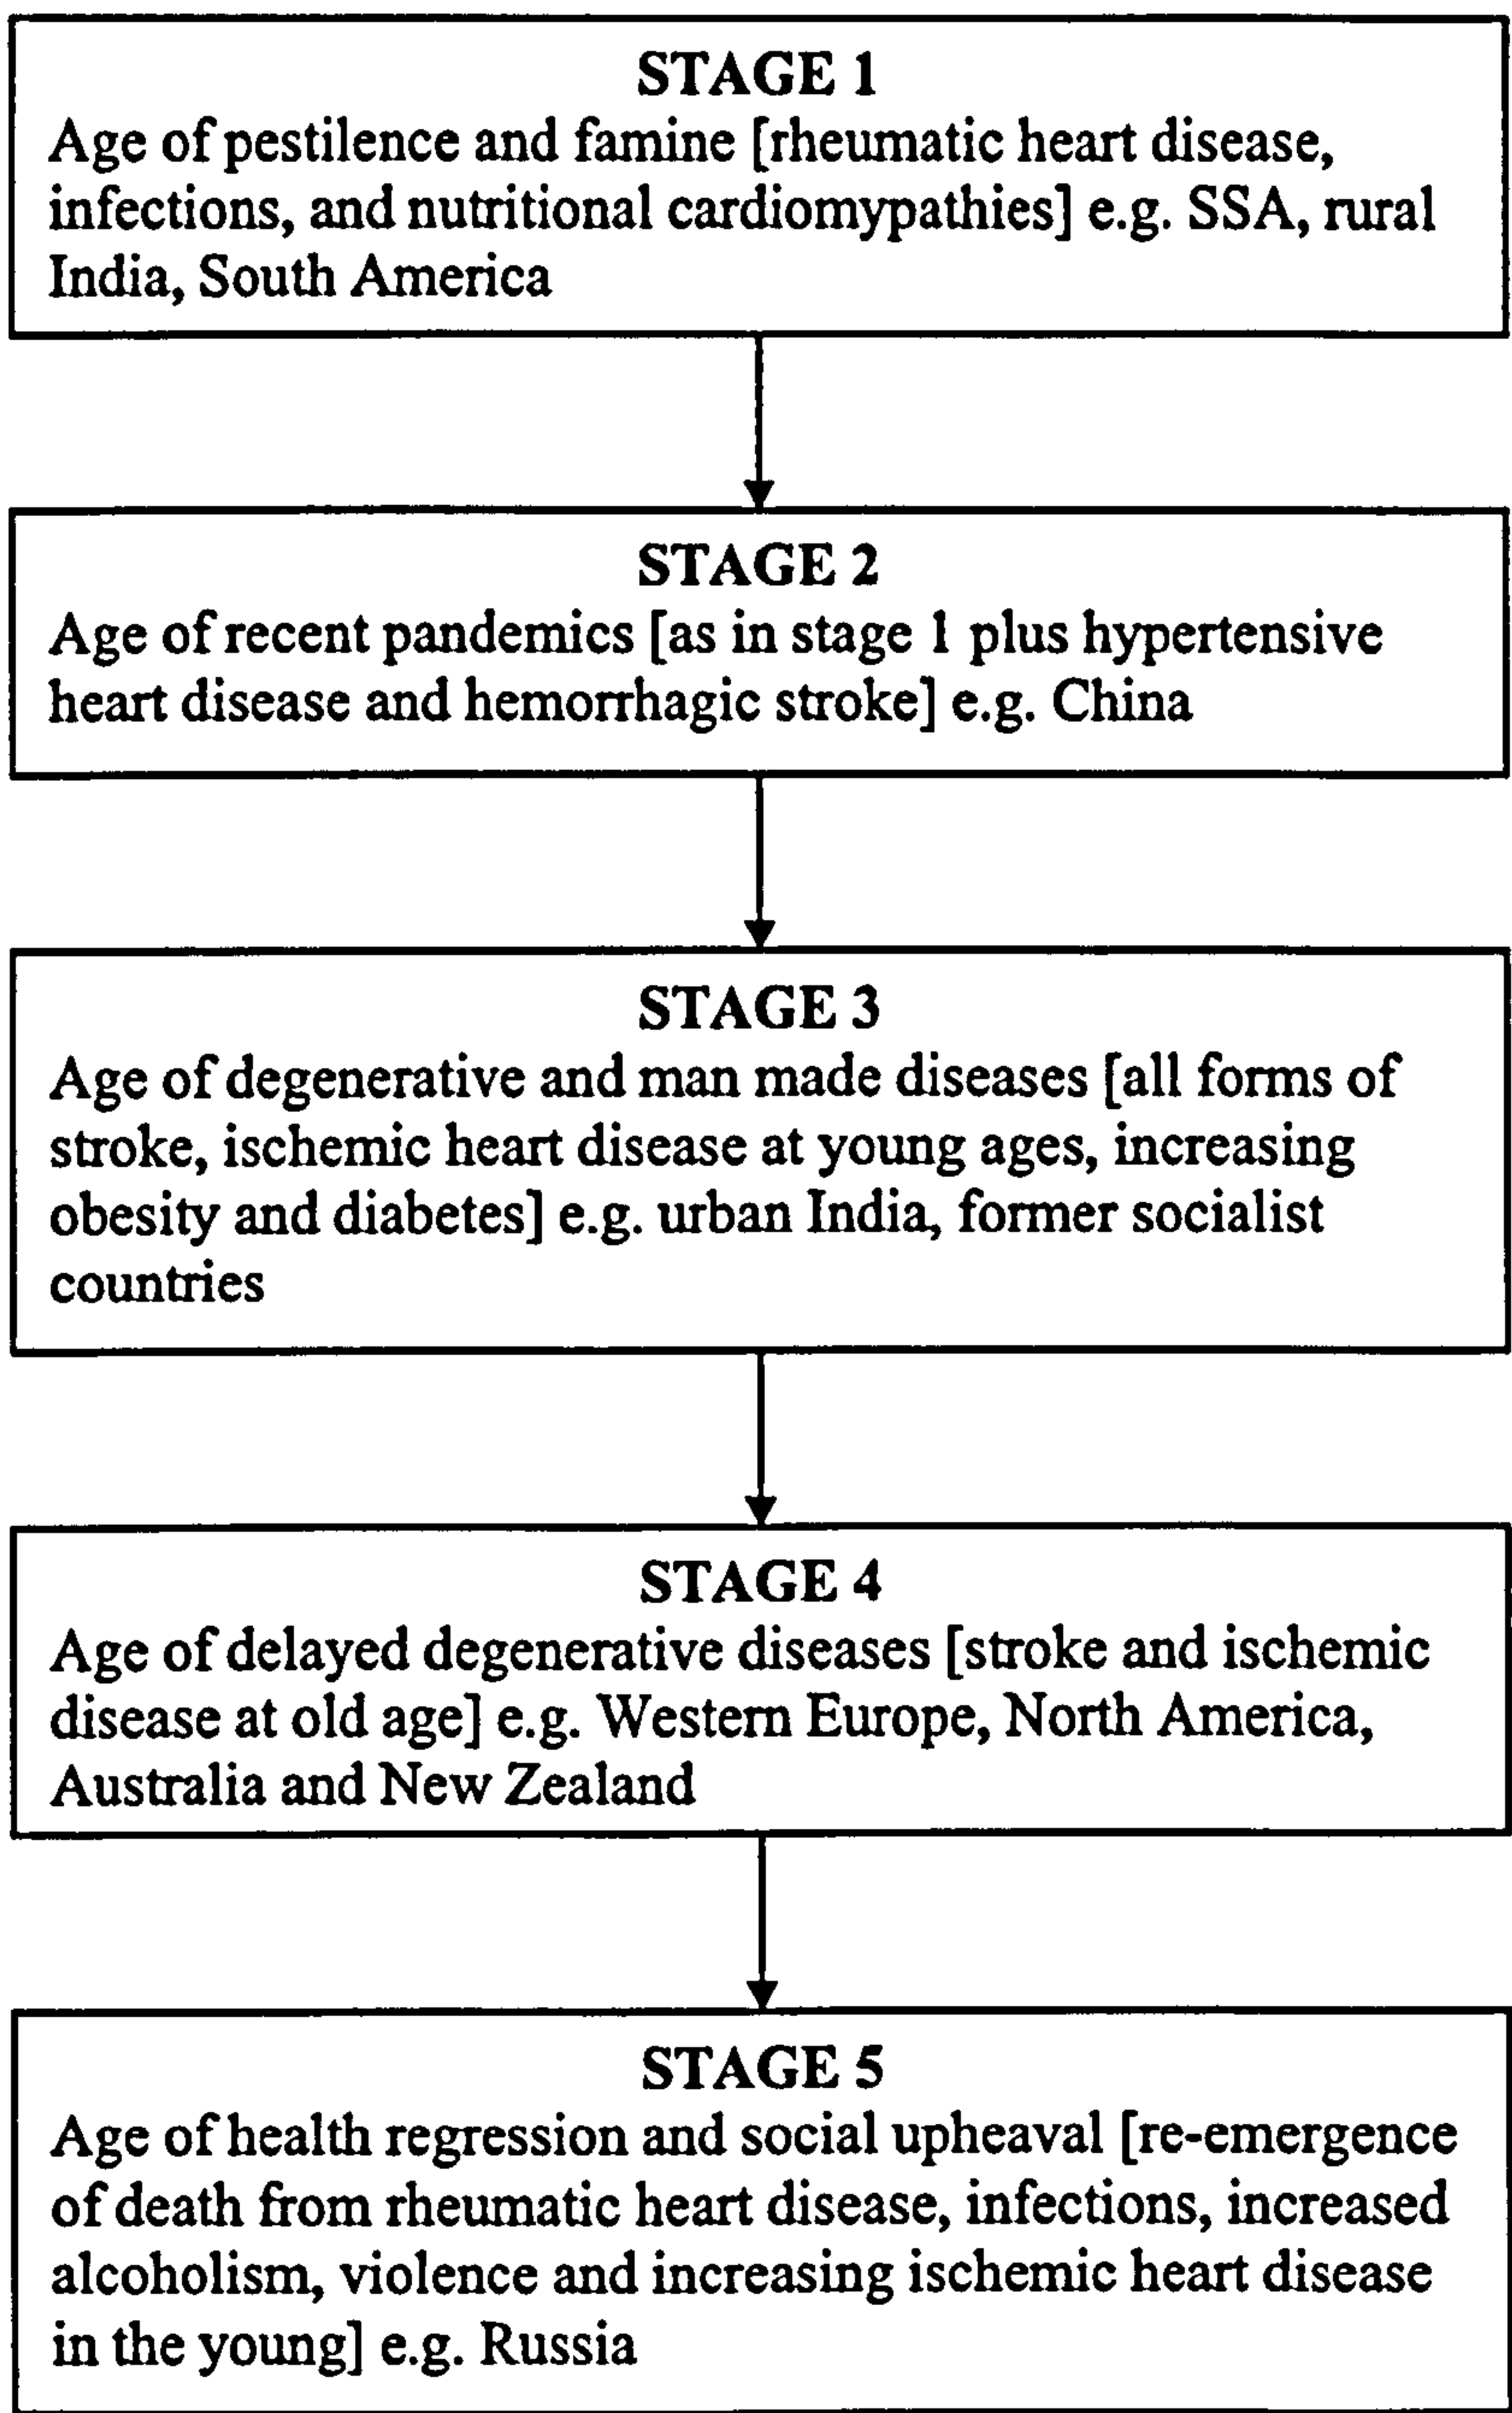 STAGE 1
Age of pestilence and famine [rheumatic heart disease,
infections, and nutritional cardiomypathies] e.g. SSA, rural
India, South America
STAGE 2
Age of recent pandemics [as in stage 1 plus hypertensive
heart disease and hemorrhagic stroke] e.g. China
STAGE 3
Age of degenerative and man made diseases [all forms of
stroke, ischemic heart disease at young ages, increasing
obesity and diabetes] e.g. urban India, former socialist
countries
STAGE 4
Age of delayed degenerative diseases [stroke and ischemic
disease at old age] e.g. Western Europe, North America,
Australia and New Zealand
STAGE 5
Age of health regression and social upheaval [re-emergence
of death from rheumatic heart disease, infections, increased
alcoholism, violence and increasing ischemic heart disease
in the young] e.g. Russia